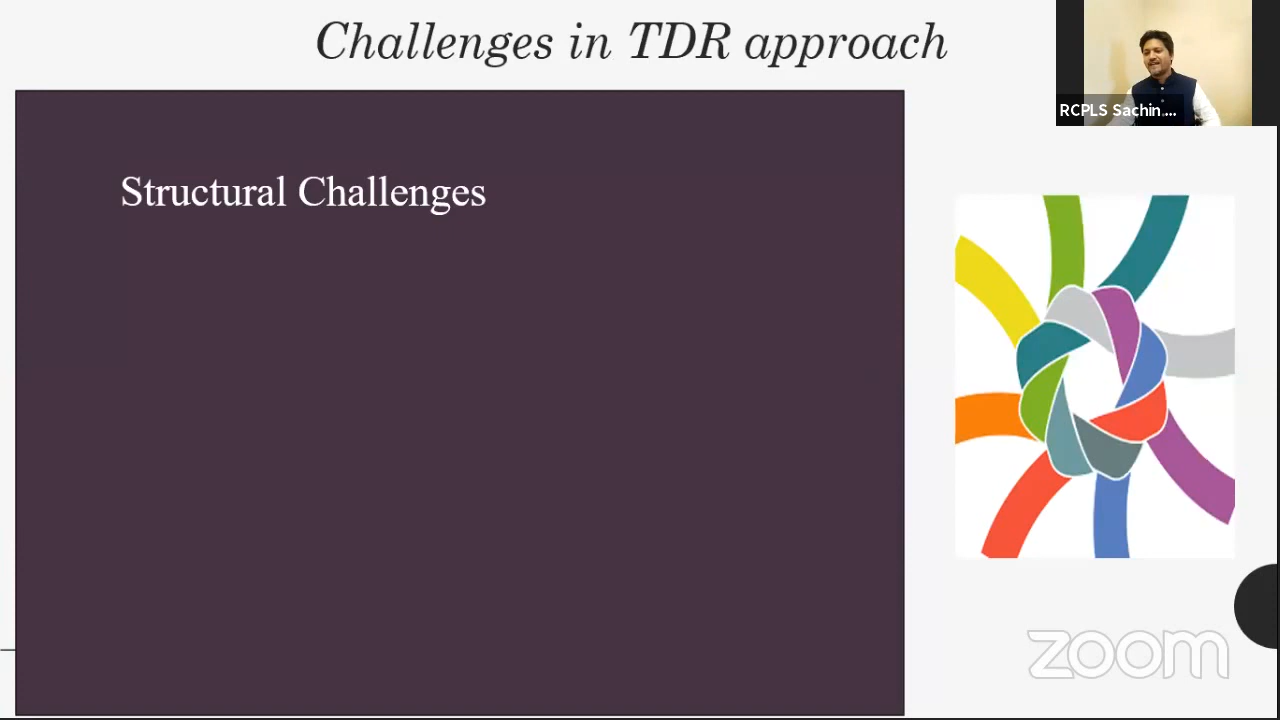 Challenges in TDR approach
RCPLS Sachin ...
Structural Challenges
zoom